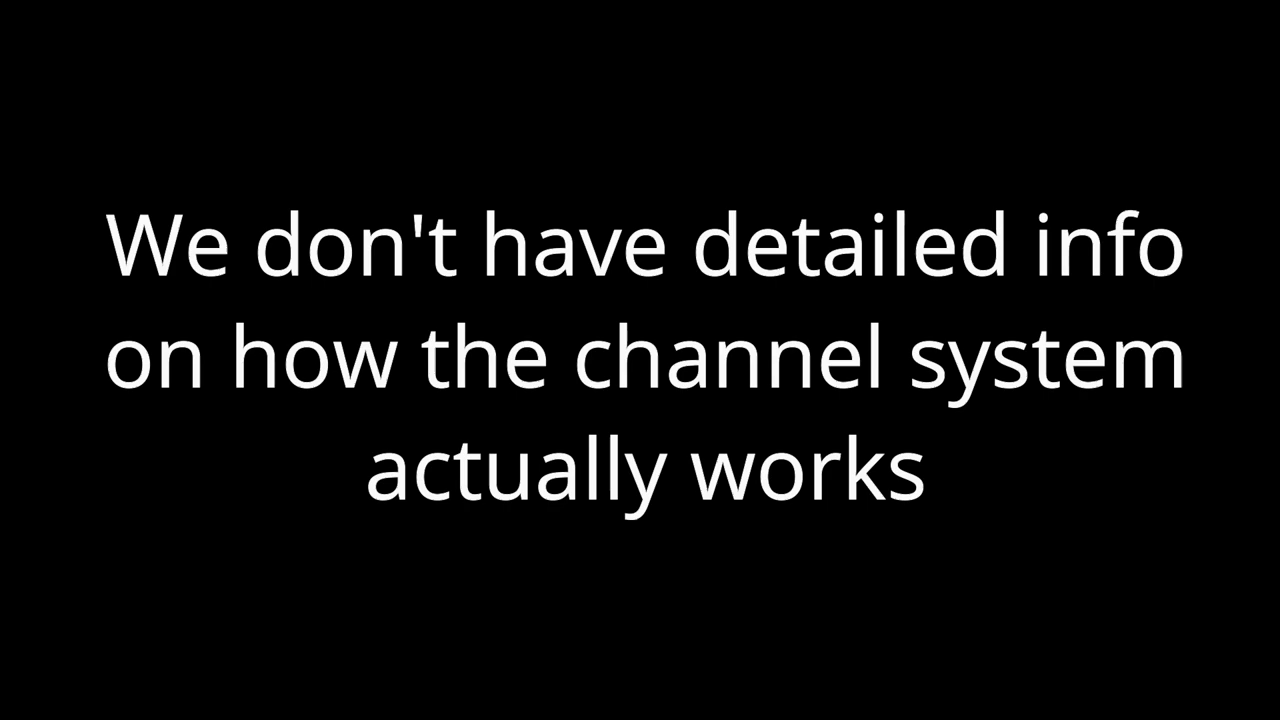 We don't have detailed info
on how the channel system
actually works